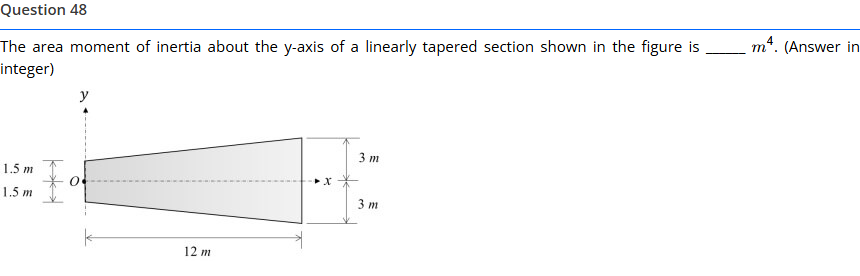 Question 48
The area moment of inertia about the y-axis of a linearly tapered section shown in the figure is _____ m⁴. (Answer in
integer)
y
3 m
1.5 m
O
x
1.5 m
3 m
12 m